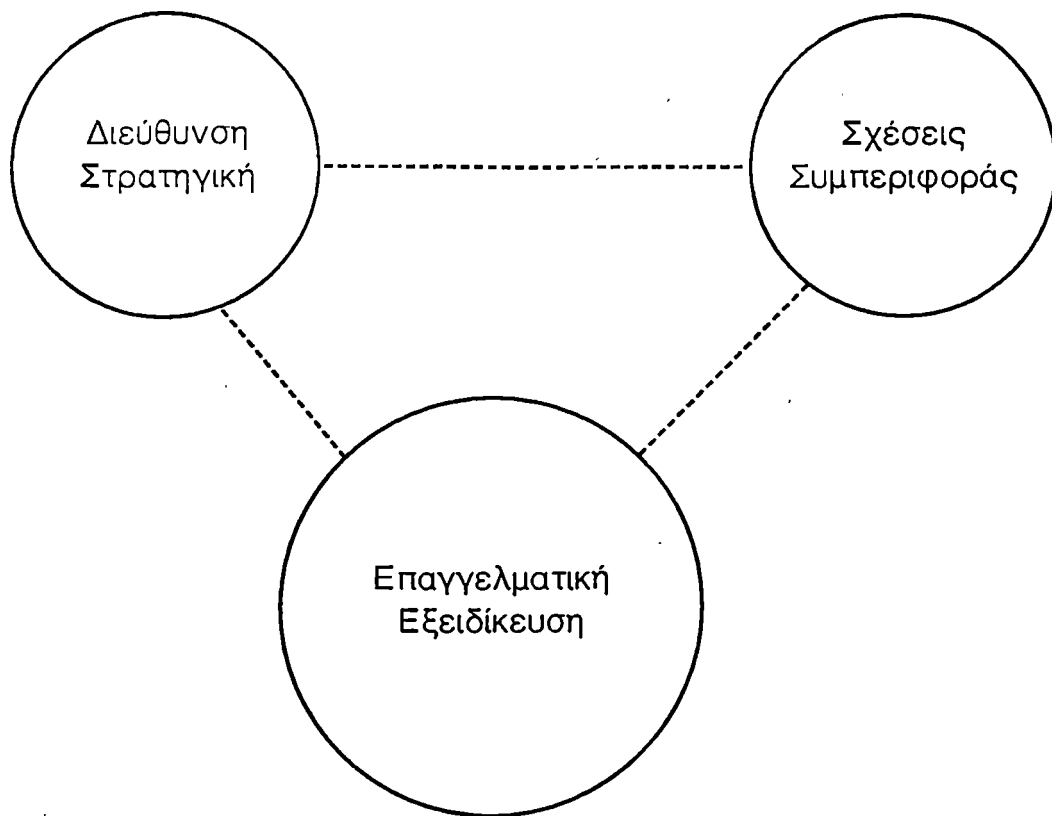 Διεύθυνση
Στρατηγική
Σχέσεις
Συμπεριφοράς
Επαγγελματική
Εξειδίκευση